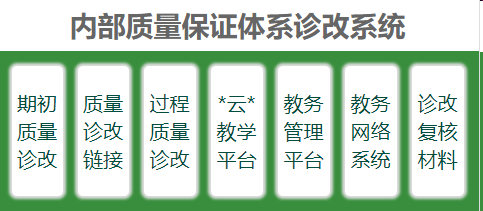 内部质量保证体系诊改系统
期初
质量
诊改
质量
诊改
链接
过程
质量
诊改
*云*
教学
平台
教务
管理
平台
教务
网络
系统
诊改
复核
材料